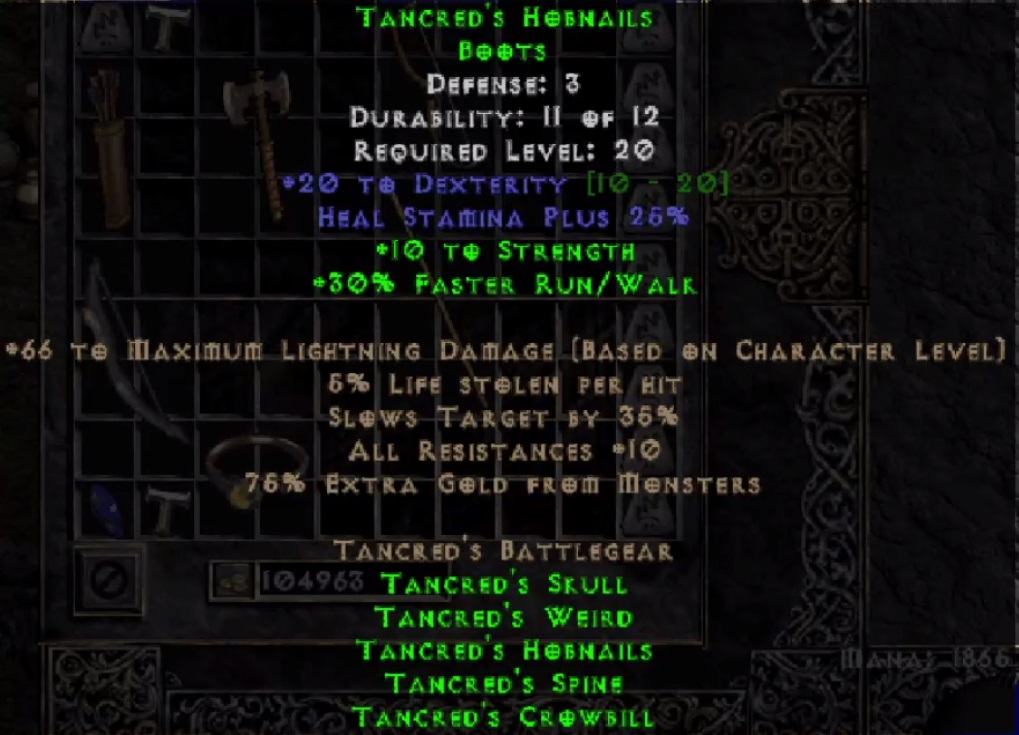 Tancred's Hobnails
Boots
Defense: 3
Durability: 11 of 12
Required Level: 20
+20 to Dexterity [10 - 20]
Heal Stamina Plus 25%
+10 to Strength
+30% Faster Run/Walk
+66 to Maximum Lightning Damage (Based on Character Level)
5% Life stolen per hit
Slows Target by 35%
All Resistances +10
75% Extra Gold from Monsters
Tancred's Battlegear
104963
Tancred's Skull
Tancred's Weird
Tancred's Hobnails
Mana: 1866
Tancred's Spine
Tancred's Crowbill